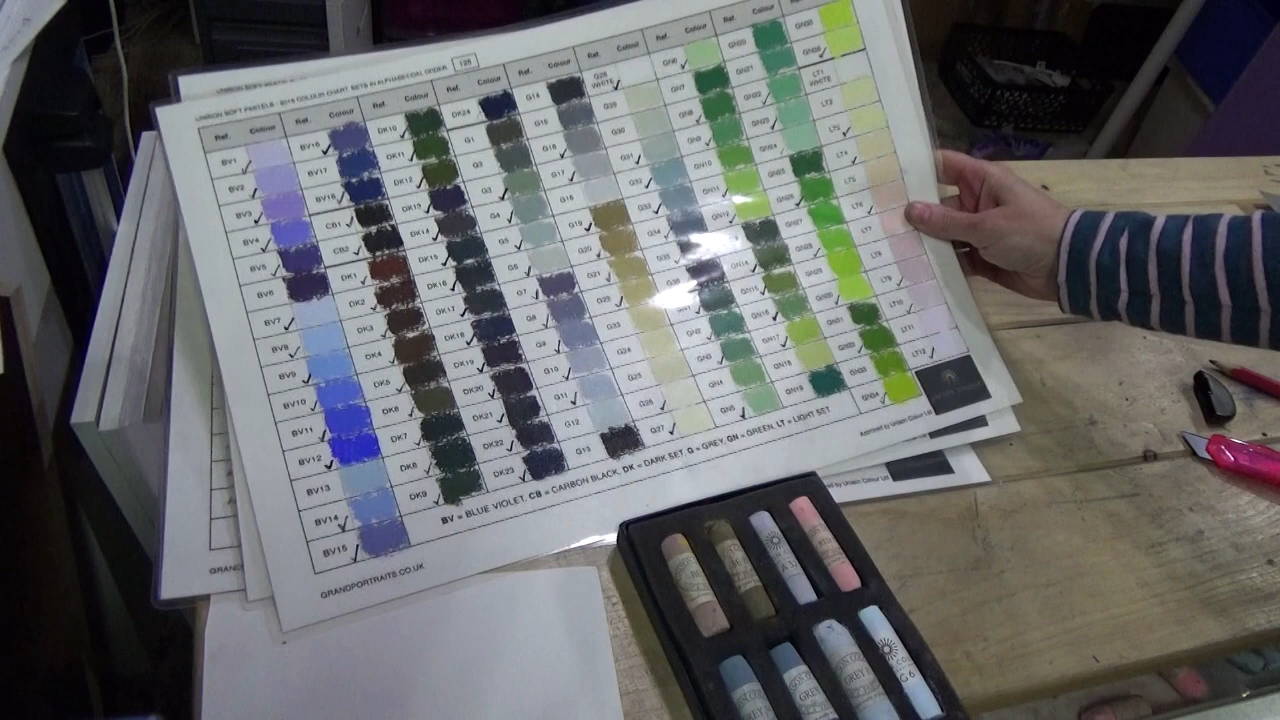 UNISON SOFT PASTELS - 2016 COLOUR CHART. SETS IN ALPHABETICAL ORDER
128
Ref. Colour Ref. Colour Ref. Colour Ref. Colour Ref. Colour Ref. Colour
BV1
BV2
BV3
BV4
BV5
BV6
BV7
BV8
BV9
BV10
BV11
BV12
BV13
BV14
BV15
BV16
BV17
BV18
CB1
CB2
DK1
DK2
DK3
DK4
DK5
DK6
DK7
DK8
DK9
DK10
DK11
DK12
DK13
DK14
DK15
DK16
DK17
DK18
DK19
DK20
DK21
DK22
DK23
DK24
G1
G2
G3
G4
G5
G6
G7
G8
G9
G10
G11
G12
G13
G14
G15
G16
G17
G18
G19
G20
G21
G22
G23
G24
G25
G26
G27
G28
WHITE
G29
G30
G31
G32
G33
G34
G35
G36
GN1
GN2
GN3
GN4
GN5
GN6
GN7
GN8
GN9
GN10
GN11
GN12
GN14
GN15
GN16
GN17
GN18
GN19
GN20
GN21
GN22
GN23
GN24
GN25
GN26
GN27
GN28
GN29
GN30
GN31
GN32
GN33
GN34
GN35
GN36
LT1
WHITE
LT2
LT3
LT4
LT5
LT6
LT7
LT8
LT9
LT10
LT11
LT12
BV = BLUE VIOLET, CB = CARBON BLACK, DK = DARK SET, G = GREY, GN = GREEN, LT = LIGHT SET
Approved by Unison Colour Ltd
GRANDPORTRAITS.CO.UK
GREY
GREY
GREY
G6